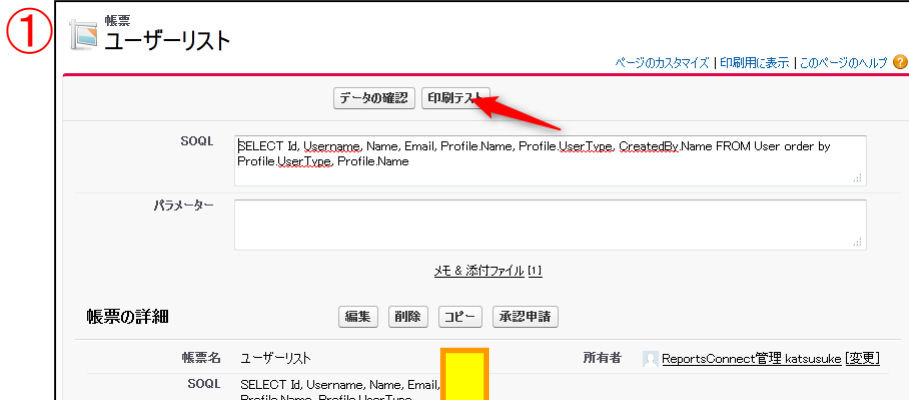 ①
帳票
ユーザーリスト
ページのカスタマイズ | 印刷用に表示 | このページのヘルプ ?
データの確認 印刷テスト
SOQL SELECT Id, Username, Name, Email, Profile.Name, Profile.UserType, CreatedBy.Name FROM User order by
Profile.UserType, Profile.Name
パラメーター
メモ & 添付ファイル [1]
帳票の詳細 編集 削除 コピー 承認申請
帳票名 ユーザーリスト 所有者 ReportsConnect管理 katsusuke [変更]
SOQL SELECT Id, Username, Name, Email,
Profile.Name, Profile.UserType